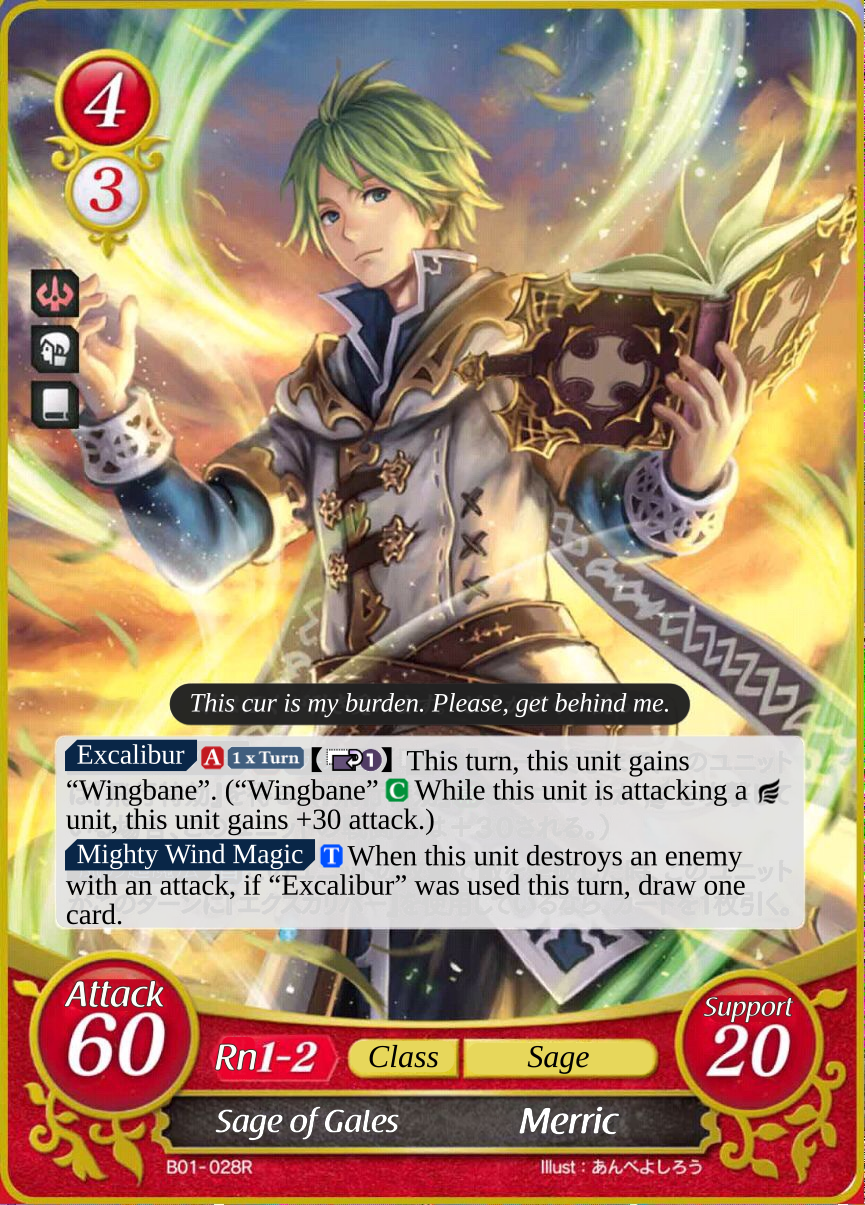 4
3
This cur is my burden. Please, get behind me.
Excalibur A 1 x Turn 【1】 This turn, this unit gains
“Wingbane”. (“Wingbane” C While this unit is attacking a
unit, this unit gains +30 attack.)
Mighty Wind Magic T When this unit destroys an enemy
with an attack, if “Excalibur” was used this turn, draw one
card.
Attack
60
Rn1-2
Class
Sage
Support
20
Sage of Gales
Merric
B01-028R
Illust : あんべよしろう